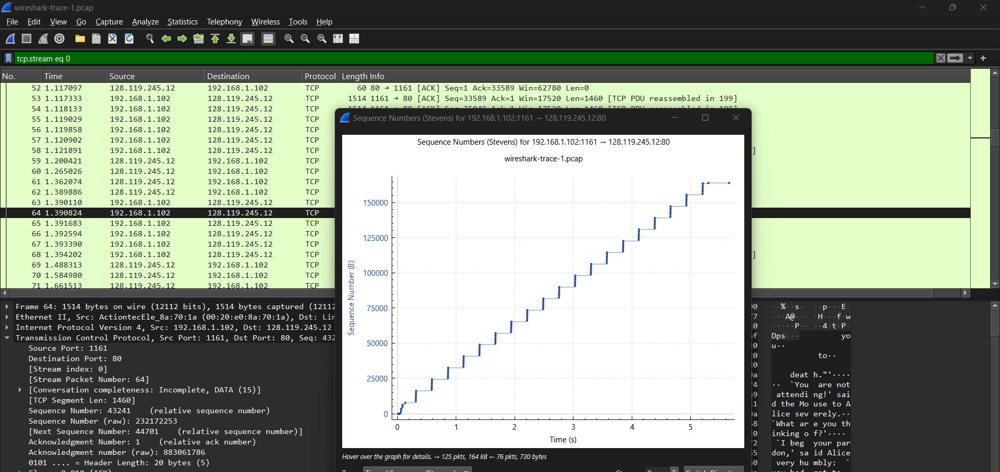 wireshark-trace-1.pcap
File Edit View Go Capture Analyze Statistics Telephony Wireless Tools Help
tcp.stream eq 0
No. Time Source Destination Protocol Length Info
52 1.117097 128.119.245.12 192.168.1.102 TCP 60 80 → 1161 [ACK] Seq=1 Ack=33589 Win=62780 Len=0
53 1.117333 192.168.1.102 128.119.245.12 TCP 1514 1161 → 80 [ACK] Seq=33589 Ack=1 Win=17520 Len=1460 [TCP PDU reassembled in 199]
54 1.118133 192.168.1.102 128.119.245.12 TCP 1514 1161 → 80 [ACK] Seq=35049 Ack=1 Win=17520 Len=1460 [TCP PDU reassembled in 199]
55 1.119029 192.168.1.102 128.119.245.12 TCP
56 1.119858 192.168.1.102 128.119.245.12 TCP
57 1.120902 192.168.1.102 128.119.245.12 TCP
58 1.121891 192.168.1.102 128.119.245.12 TCP ]
59 1.200421 128.119.245.12 192.168.1.102 TCP
60 1.265026 128.119.245.12 192.168.1.102 TCP
61 1.362074 128.119.245.12 192.168.1.102 TCP
62 1.389886 128.119.245.12 192.168.1.102 TCP
63 1.390110 192.168.1.102 128.119.245.12 TCP
64 1.390824 192.168.1.102 128.119.245.12 TCP
65 1.391683 192.168.1.102 128.119.245.12 TCP
66 1.392594 192.168.1.102 128.119.245.12 TCP
67 1.393390 192.168.1.102 128.119.245.12 TCP
68 1.394202 192.168.1.102 128.119.245.12 TCP ]
69 1.488313 128.119.245.12 192.168.1.102 TCP
70 1.584980 128.119.245.12 192.168.1.102 TCP
71 1.661513 128.119.245.12 192.168.1.102 TCP
Sequence Numbers (Stevens) for 192.168.1.102:1161 → 128.119.245.12:80
Sequence Numbers (Stevens) for 192.168.1.102:1161 → 128.119.245.12:80
wireshark-trace-1.pcap
Sequence Number (B)
150000
125000
100000
75000
50000
25000
0
0 1 2 3 4 5
Time (s)
Hover over the graph for details. → 125 pkts, 164 kB ← 76 pkts, 730 bytes
Frame 64: 1514 bytes on wire (12112 bits), 1514 bytes captured (12112
Ethernet II, Src: ActiontecEle_8a:70:1a (00:20:e0:8a:70:1a), Dst: Lin
Internet Protocol Version 4, Src: 192.168.1.102, Dst: 128.119.245.12
Transmission Control Protocol, Src Port: 1161, Dst Port: 80, Seq: 432
Source Port: 1161
Destination Port: 80
[Stream index: 0]
[Stream Packet Number: 64]
[Conversation completeness: Incomplete, DATA (15)]
[TCP Segment Len: 1460]
Sequence Number: 43241 (relative sequence number)
Sequence Number (raw): 232172253
[Next Sequence Number: 44701 (relative sequence number)]
Acknowledgment Number: 1 (relative ack number)
Acknowledgment number (raw): 883061786
0101 .... = Header Length: 20 bytes (5)
··%··s· ··p···E·
···A@··· ·H···f·w
·····P·· ··4·t·P·
Dps··· yo
u··
to··
deat h."'····
·· `You are not
attendi ng!' sai
d the Mo use to A
lice sev erely.··
`What ar e you th
inking o f?'····
`I beg your par
don,' sa id Alice
very hu mbly: `